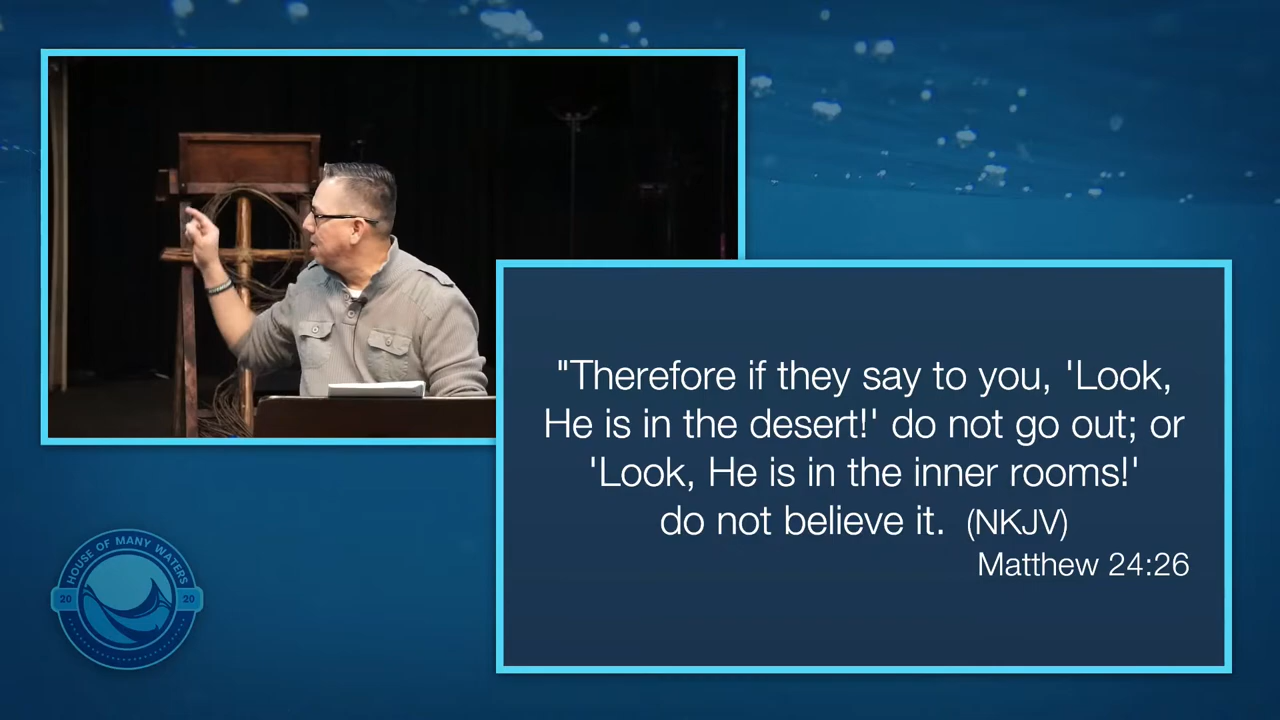 "Therefore if they say to you, 'Look,
He is in the desert!' do not go out; or
'Look, He is in the inner rooms!'
do not believe it. (NKJV)
Matthew 24:26
HOUSE OF MANY WATERS
20 20